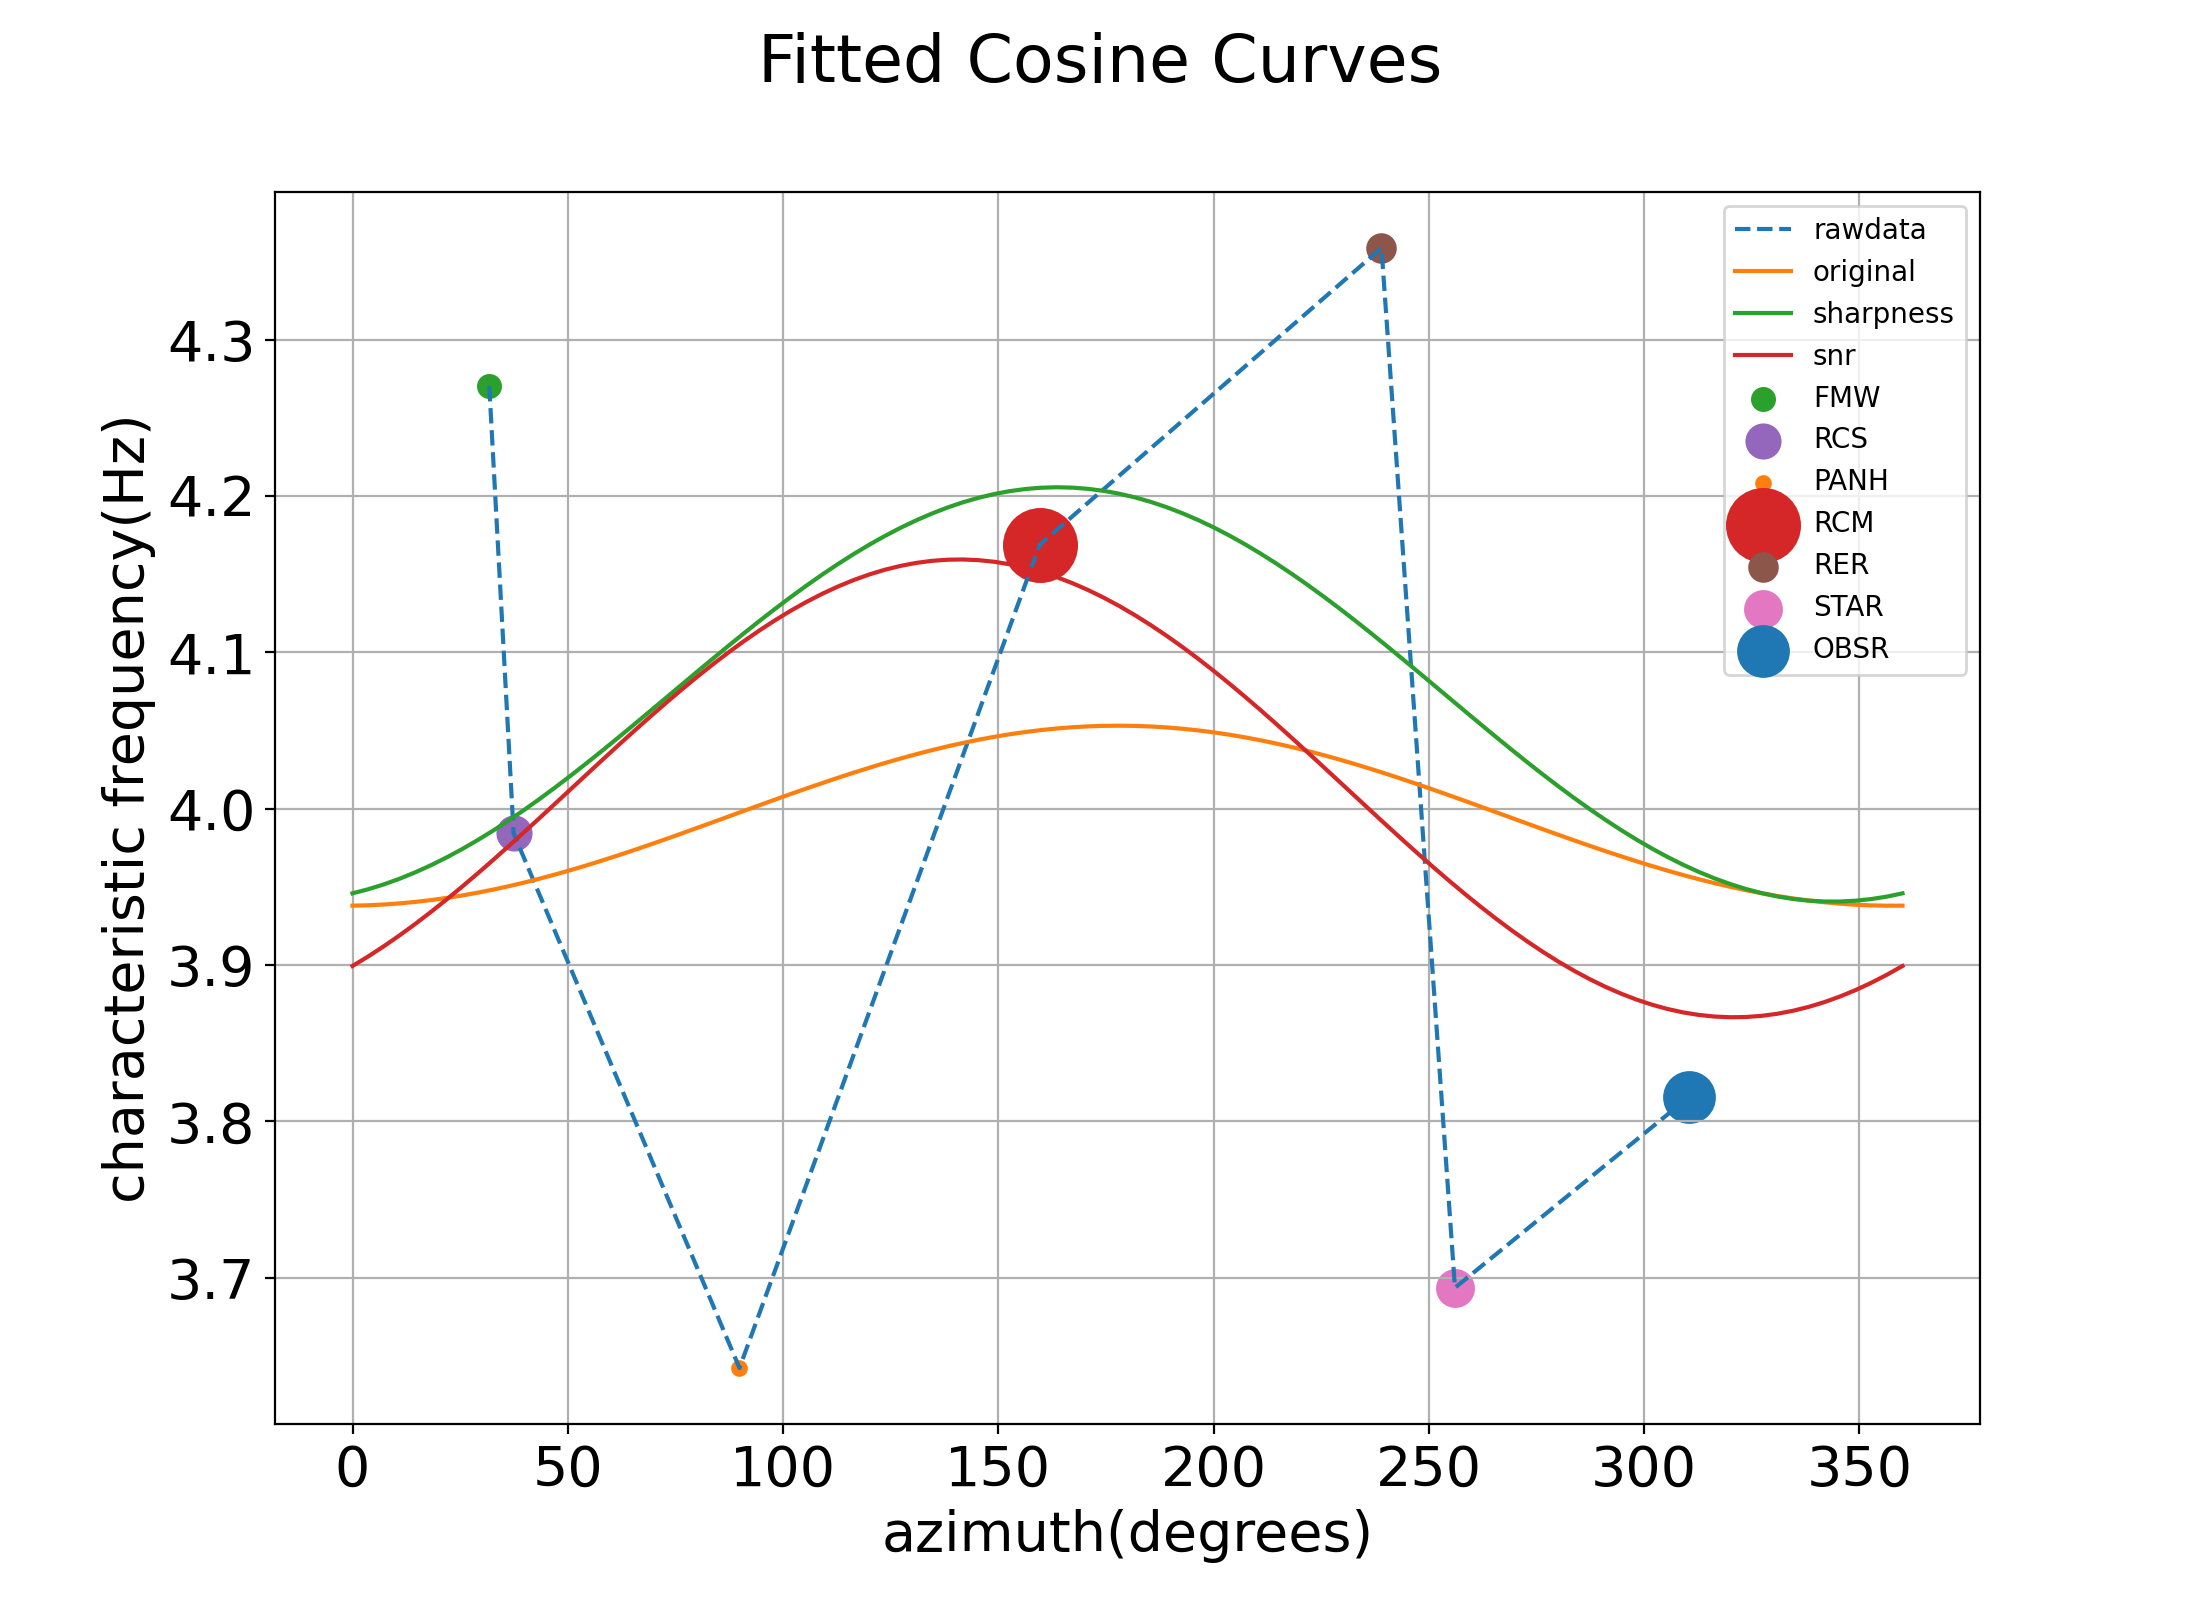 Fitted Cosine Curves
rawdata
original
sharpness
snr
FMW
RCS
PANH
RCM
RER
STAR
OBSR
characteristic frequency(Hz)
4.3
4.2
4.1
4.0
3.9
3.8
3.7
0 50 100 150 200 250 300 350
azimuth(degrees)